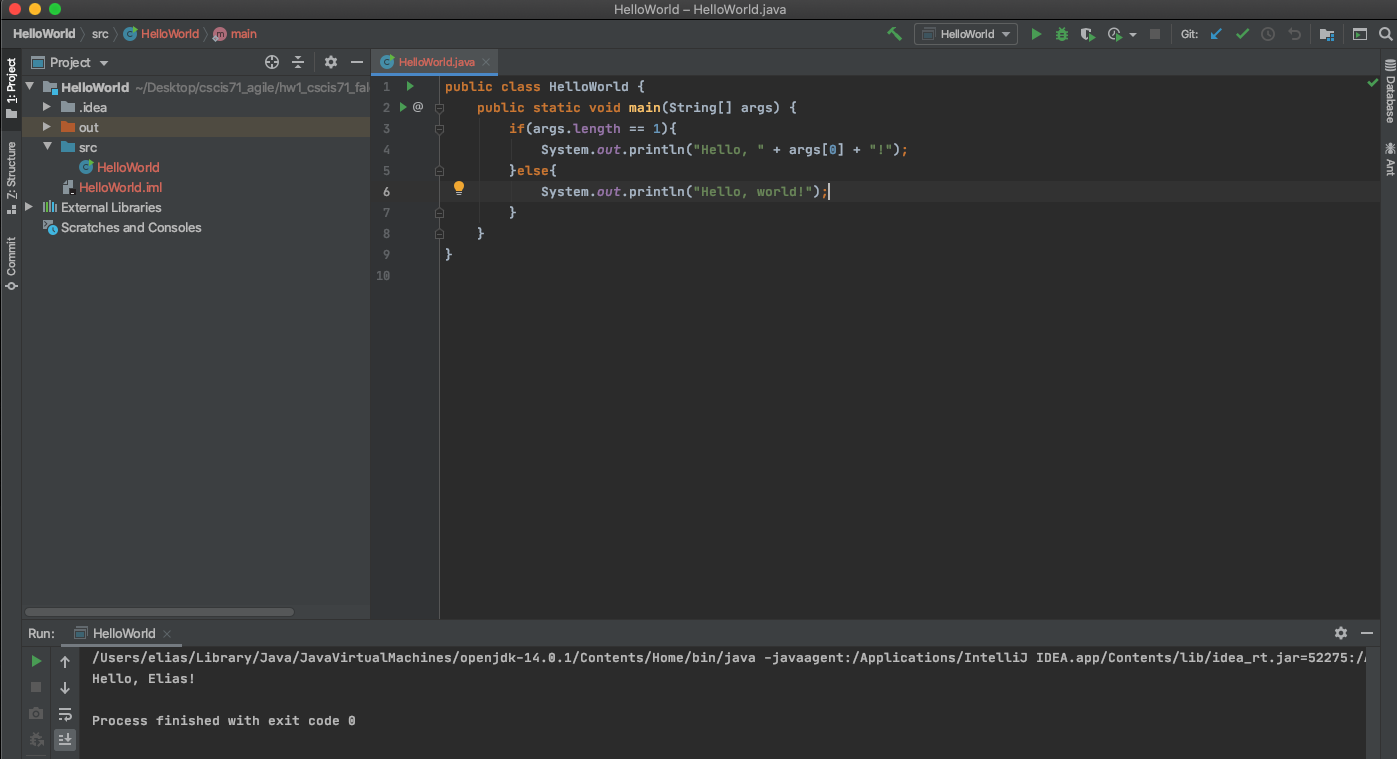 HelloWorld – HelloWorld.java
HelloWorld src HelloWorld main
HelloWorld Git:
1: Project
Z: Structure
Commit
Project
HelloWorld ~/Desktop/cscis71_agile/hw1_cscis71_fal
.idea
out
src
HelloWorld
HelloWorld.iml
External Libraries
Scratches and Consoles
HelloWorld.java
1 public class HelloWorld {
2 @ public static void main(String[] args) {
3 if(args.length == 1){
4 System.out.println("Hello, " + args[0] + "!");
5 }else{
6 System.out.println("Hello, world!");
7 }
8 }
9 }
10
Database
Ant
Run: HelloWorld
/Users/elias/Library/Java/JavaVirtualMachines/openjdk-14.0.1/Contents/Home/bin/java -javaagent:/Applications/IntelliJ IDEA.app/Contents/lib/idea_rt.jar=52275:/
Hello, Elias!
Process finished with exit code 0